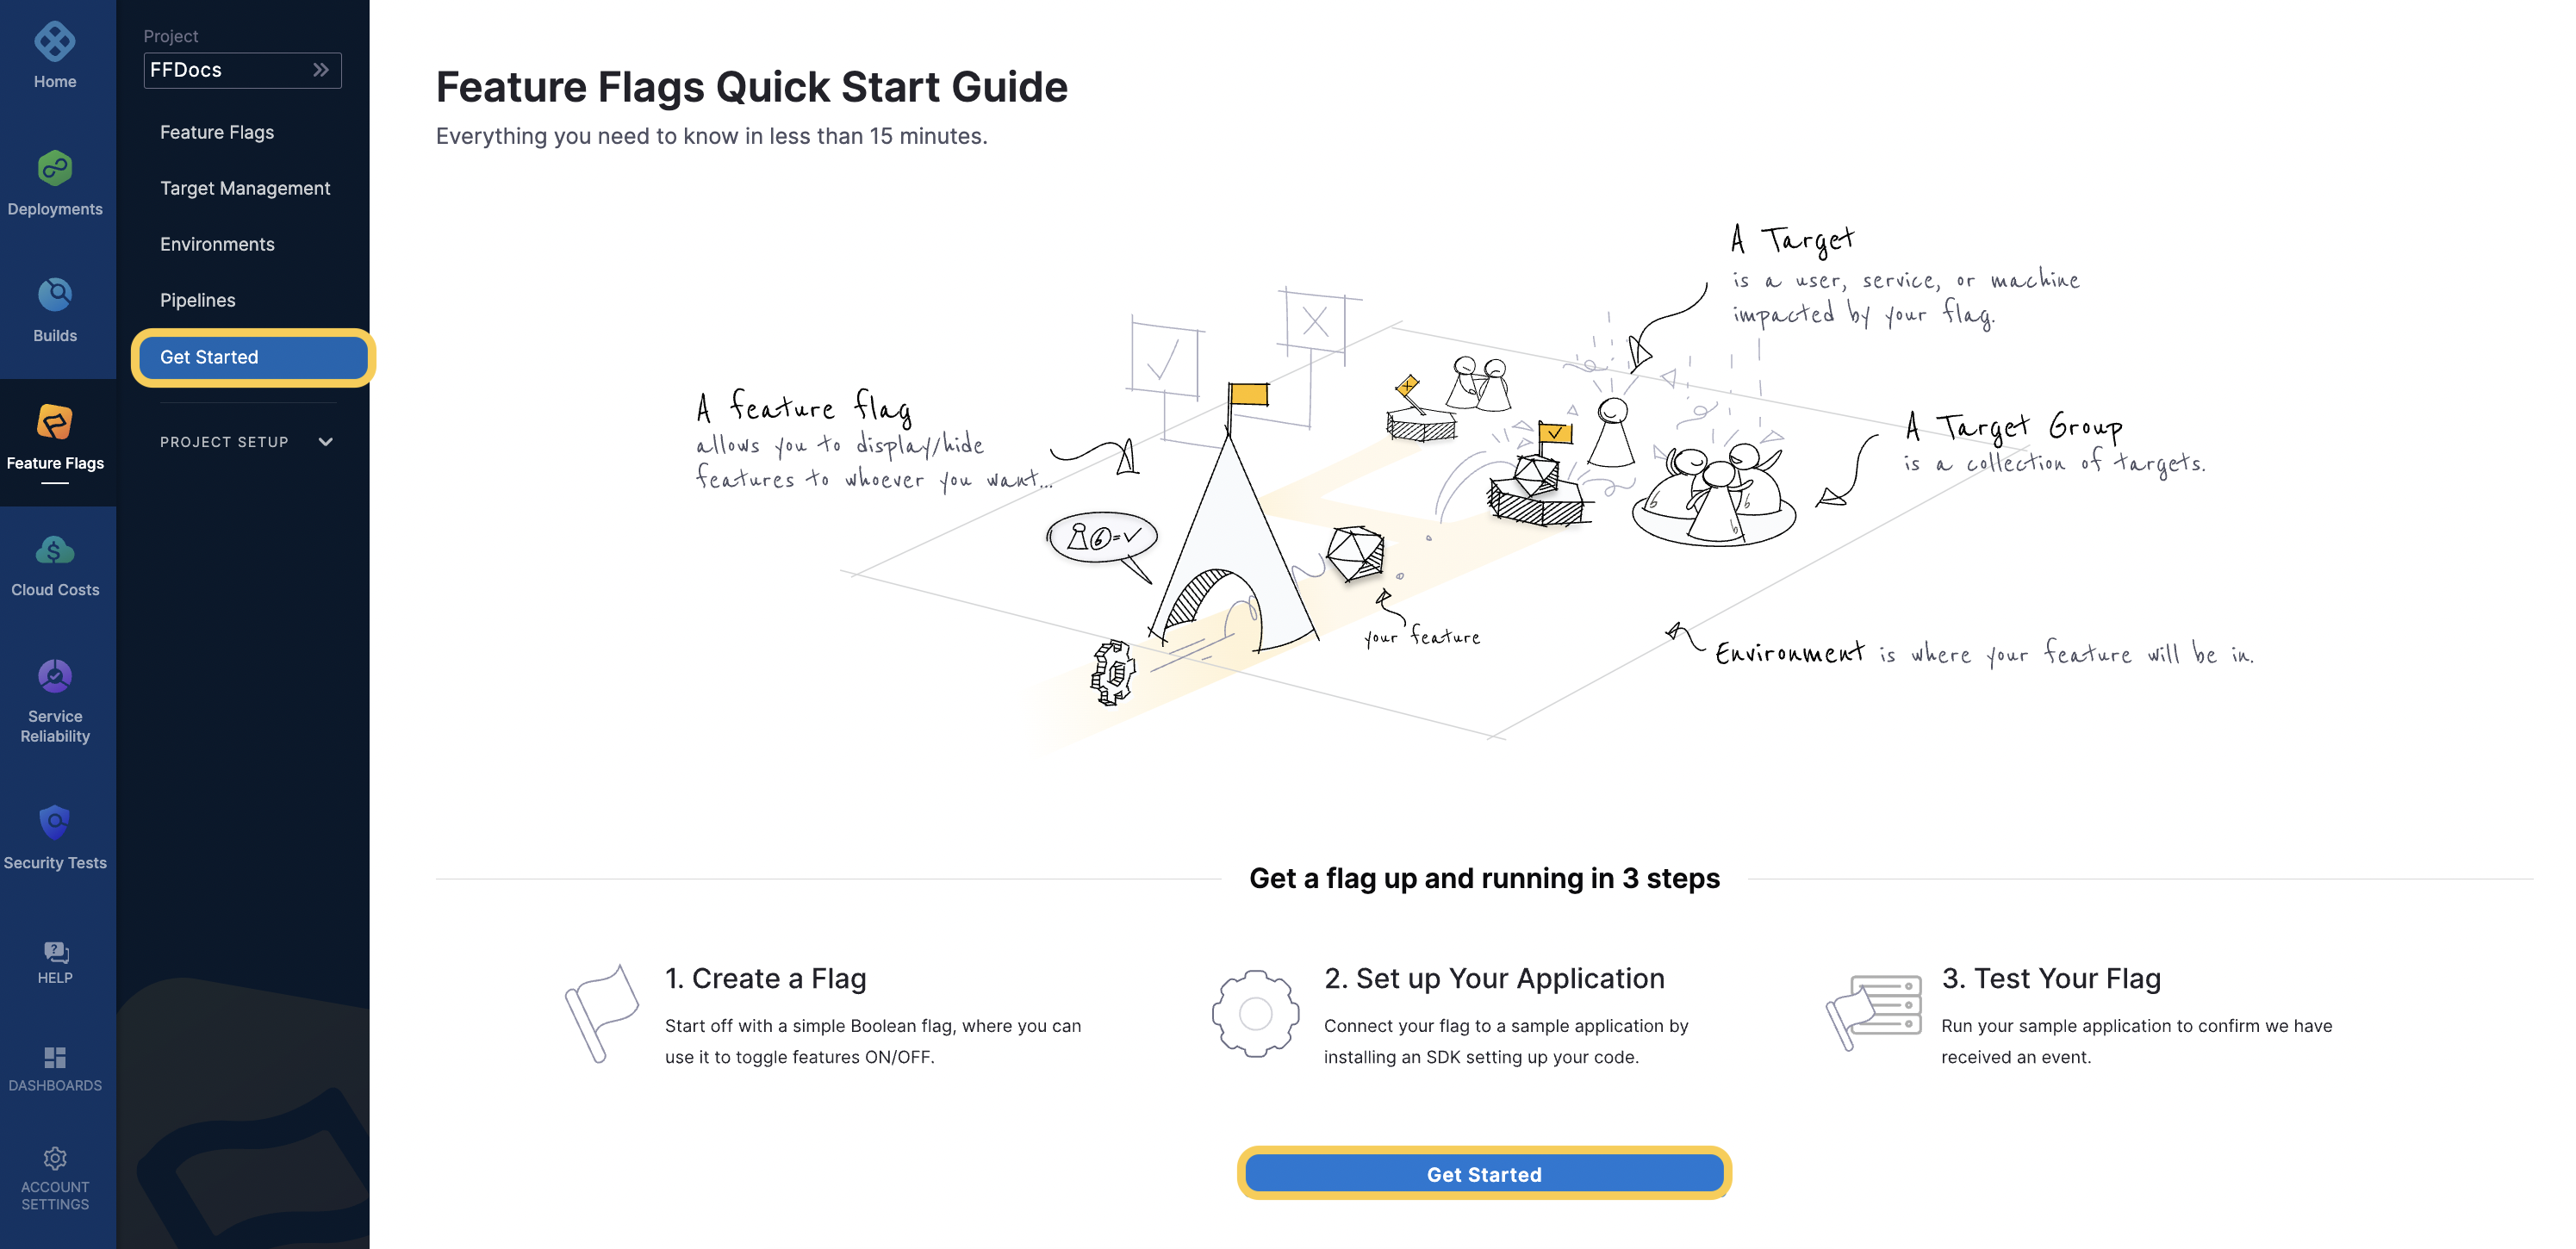 Home
Deployments
Builds
Feature Flags
Cloud Costs
Service
Reliability
Security Tests
HELP
DASHBOARDS
ACCOUNT
SETTINGS
Project
FFDocs
Feature Flags
Target Management
Environments
Pipelines
Get Started
PROJECT SETUP
Feature Flags Quick Start Guide
Everything you need to know in less than 15 minutes.
A Target
is a user, service, or machine
impacted by your flag.
A feature flag
allows you to display/hide
features to whoever you want...
A Target Group
is a collection of targets.
your feature
Environment is where your feature will be in.
Get a flag up and running in 3 steps
1. Create a Flag
Start off with a simple Boolean flag, where you can
use it to toggle features ON/OFF.
2. Set up Your Application
Connect your flag to a sample application by
installing an SDK setting up your code.
3. Test Your Flag
Run your sample application to confirm we have
received an event.
Get Started